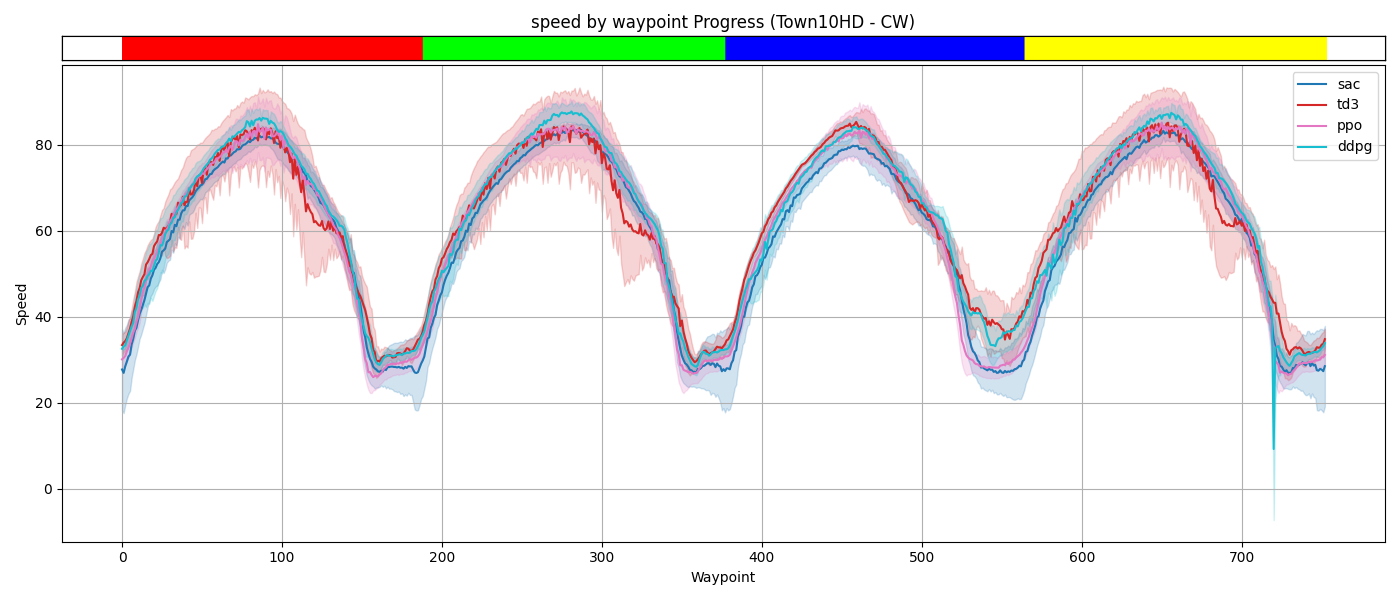 speed by waypoint Progress (Town10HD - CW)
sac
td3
ppo
ddpg
Speed
80
60
40
20
0
0 100 200 300 400 500 600 700
Waypoint